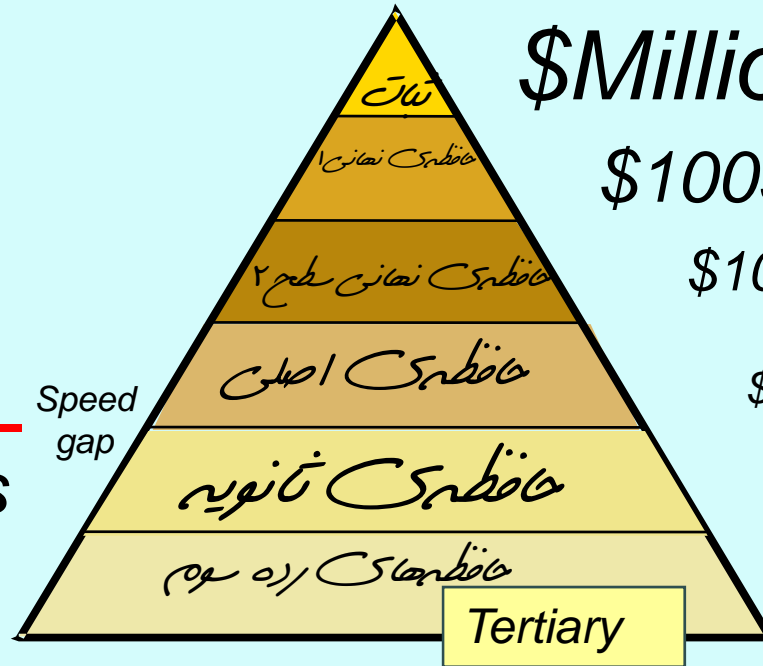 ثبات
$Millio
حافظه‌ی نهانی ۱
$100s
حافظه‌ی نهانی سطح ۲
$10
حافظه‌ی اصلی
$
Speed
gap
s
حافظه‌ی ثانویه
حافظه‌های رده سوم
Tertiary